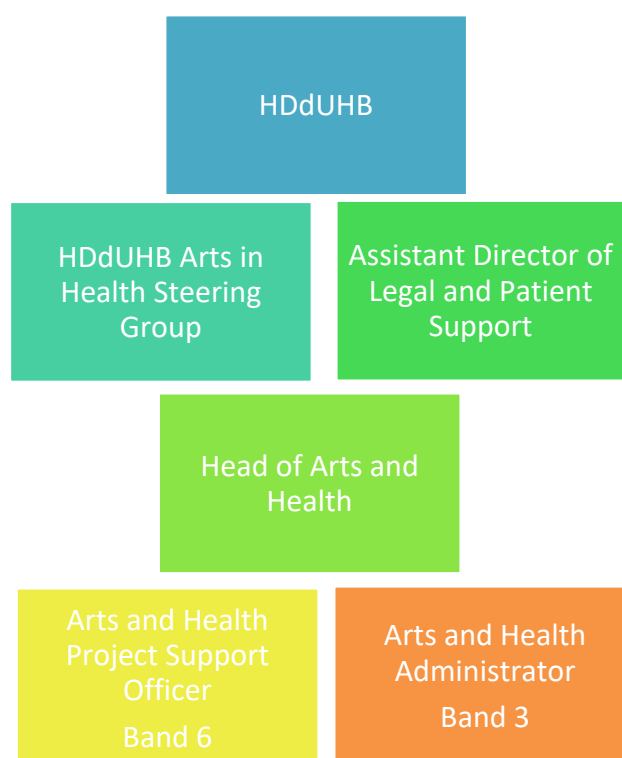 HDdUHB
HDdUHB Arts in
Health Steering
Group
Assistant Director of
Legal and Patient
Support
Head of Arts and
Health
Arts and Health
Project Support
Officer
Band 6
Arts and Health
Administrator
Band 3